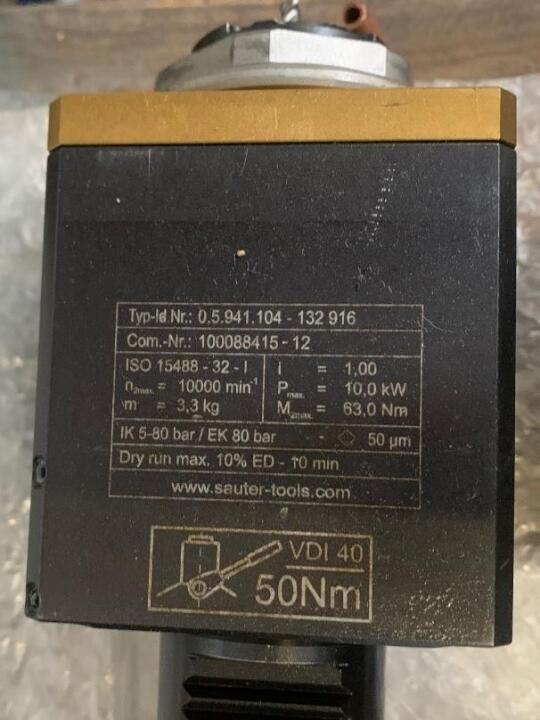 Typ-Id.Nr.: 0.5.941.104 - 132 916
Com.-Nr.: 100088415 - 12
ISO 15488 - 32 - I
n2max. = 10000 min-1
m = 3,3 kg
i = 1,00
Pmax. = 10,0 kW
M2max. = 63,0 Nm
IK 5-80 bar / EK 80 bar - ◇ 50 µm
Dry run max. 10% ED - 10 min
www.sauter-tools.com
VDI 40
50Nm